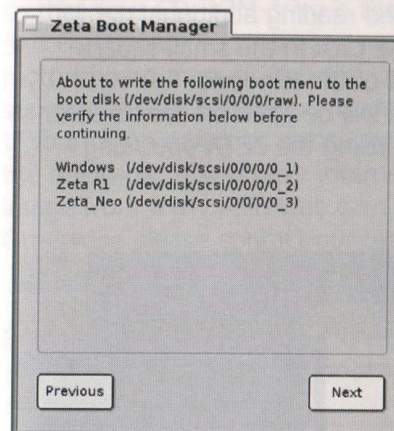 Zeta Boot Manager
About to write the following boot menu to the
boot disk (/dev/disk/scsi/0/0/0/raw). Please
verify the information below before
continuing.
Windows (/dev/disk/scsi/0/0/0/0_1)
Zeta R1 (/dev/disk/scsi/0/0/0/0_2)
Zeta_Neo (/dev/disk/scsi/0/0/0/0_3)
Previous
Next